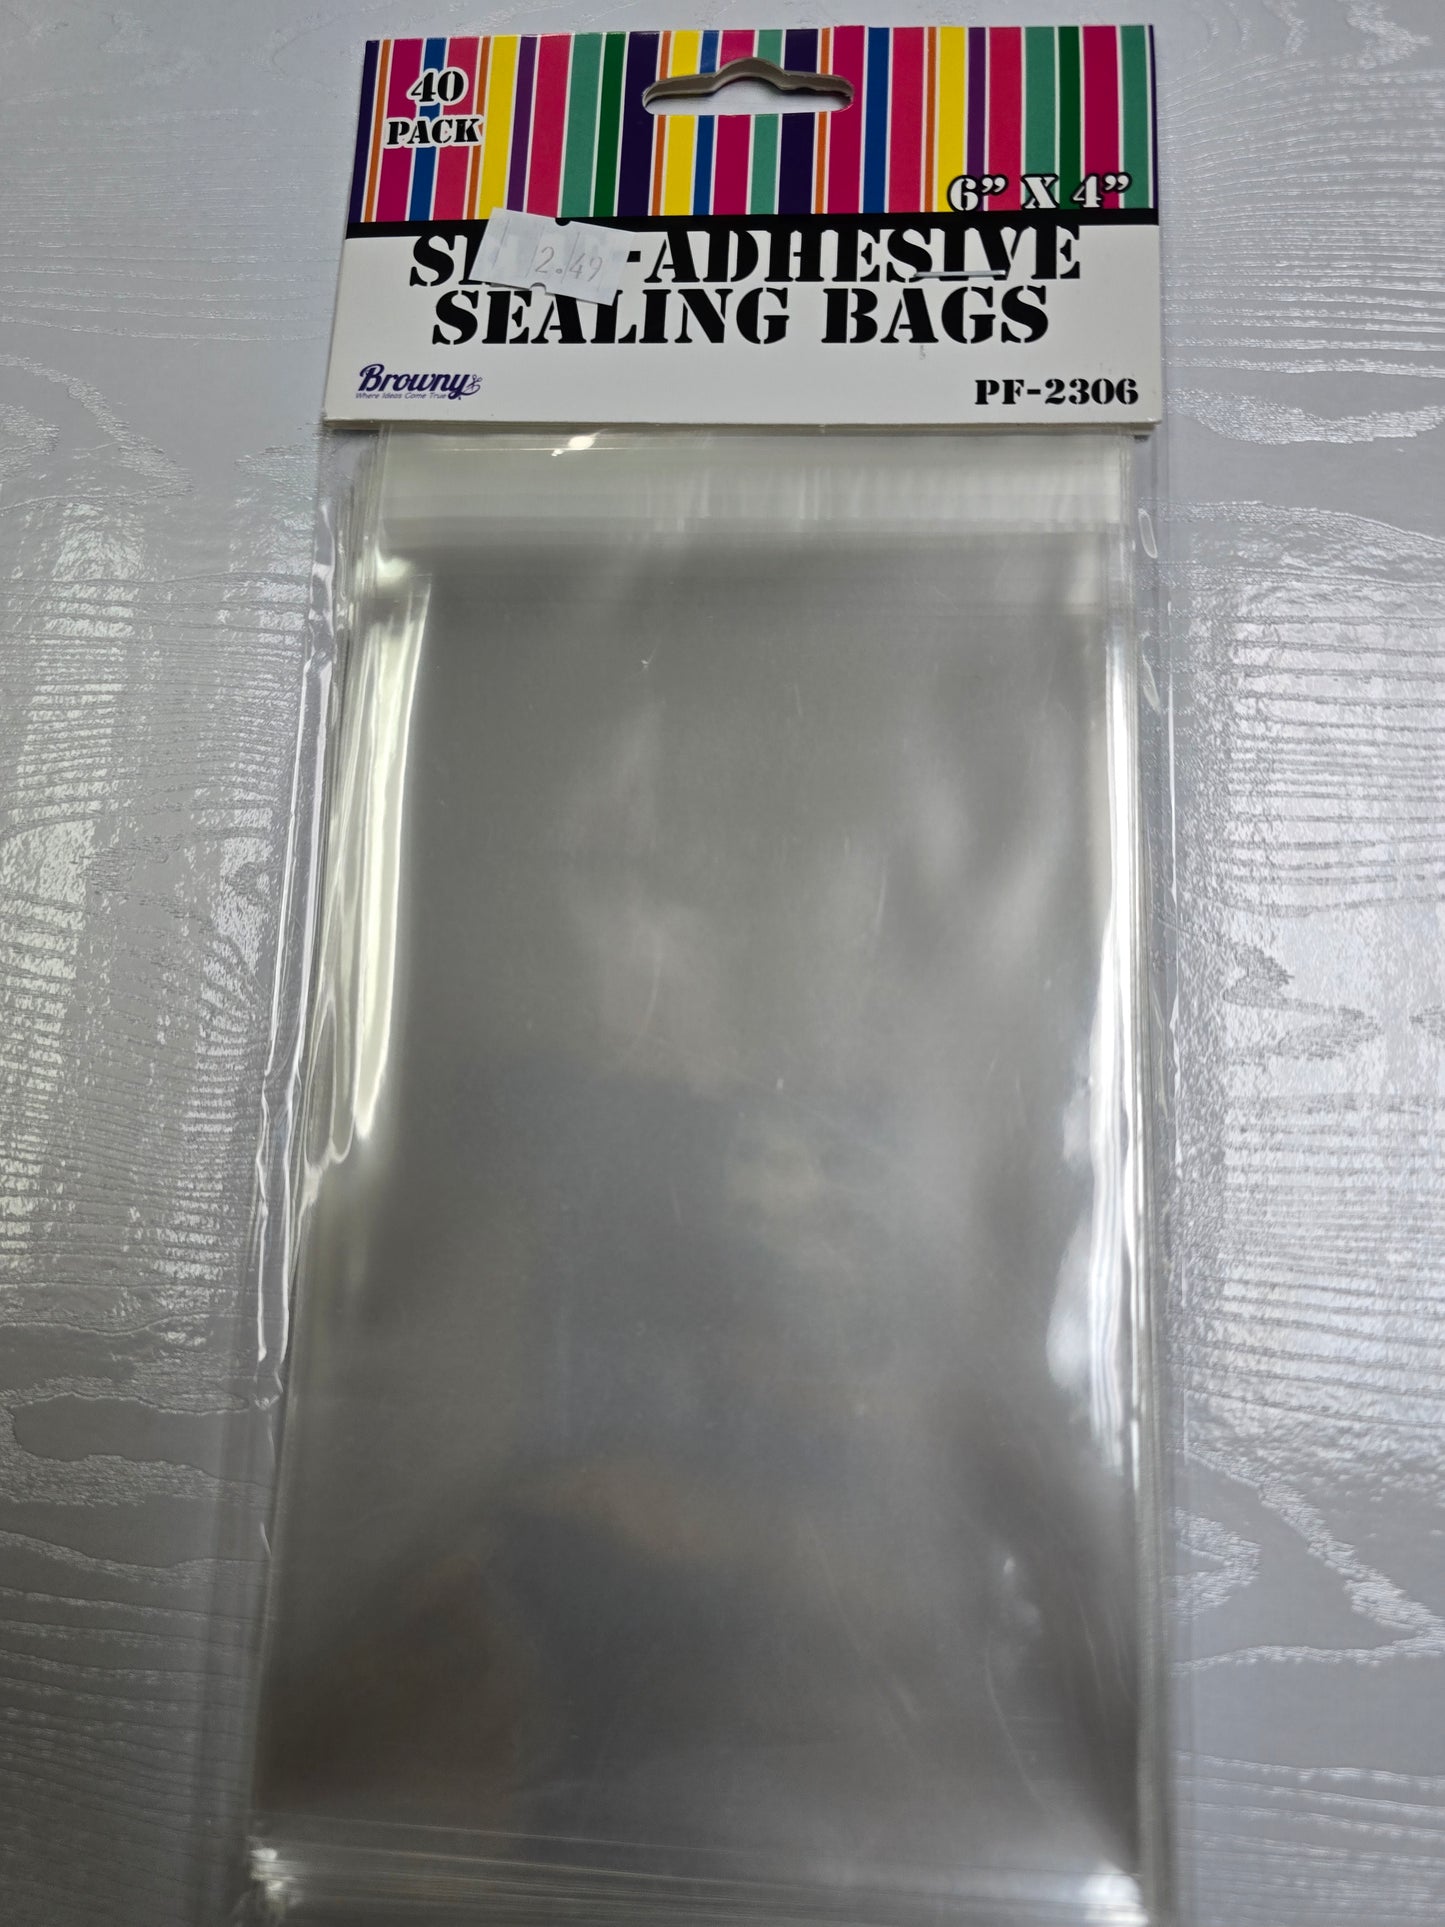 40
PACK
6” X 4”
2.49
-ADHESIVE
SEALING BAGS
Browny
Where Ideas Come True
PF-2306